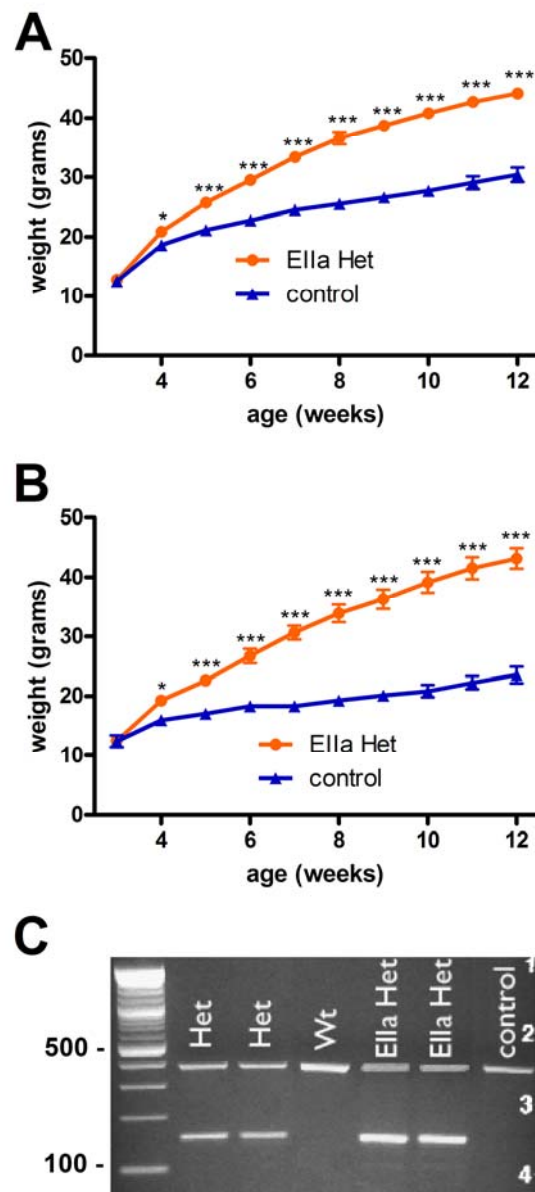 A
50
40
30
20
10
0
weight (grams)
* *** *** *** *** *** *** *** ***
EIIa Het
control
4 6 8 10 12
age (weeks)
B
50
40
30
20
10
0
weight (grams)
* *** *** *** *** *** *** *** ***
EIIa Het
control
4 6 8 10 12
age (weeks)
C
500 -
100 -
Het
Het
Wt
EIIa Het
EIIa Het
control
1
2
3
4